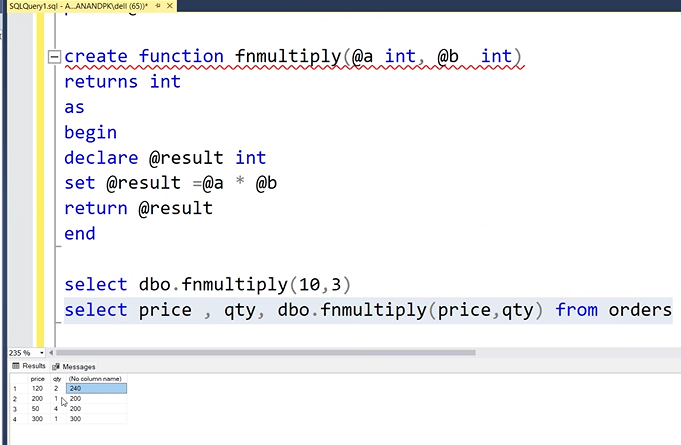 SQLQuery1.sql - A...ANANDPK\dell (65))*
create function fnmultiply(@a int, @b  int)
returns int
as
begin
declare @result int
set @result =@a * @b
return @result
end
select dbo.fnmultiply(10,3)
select price , qty, dbo.fnmultiply(price,qty) from orders
235 %
Results Messages
price qty (No column name)
1 120 2 240
2 200 1 200
3 50 4 200
4 300 1 300